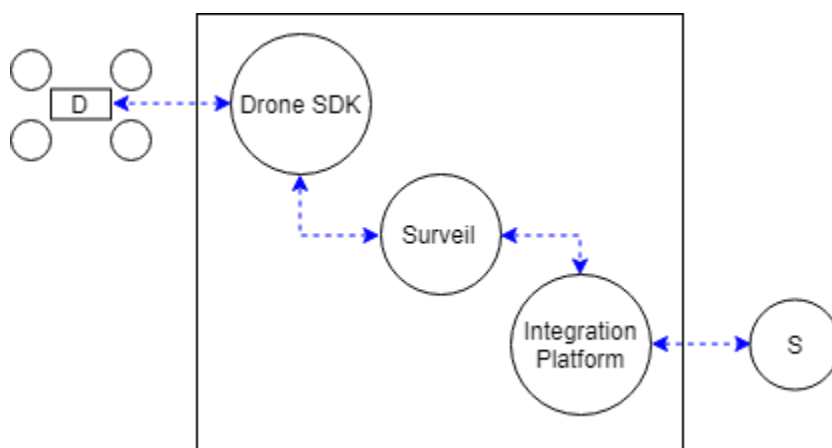 D
Drone SDK
Surveil
Integration
Platform
S